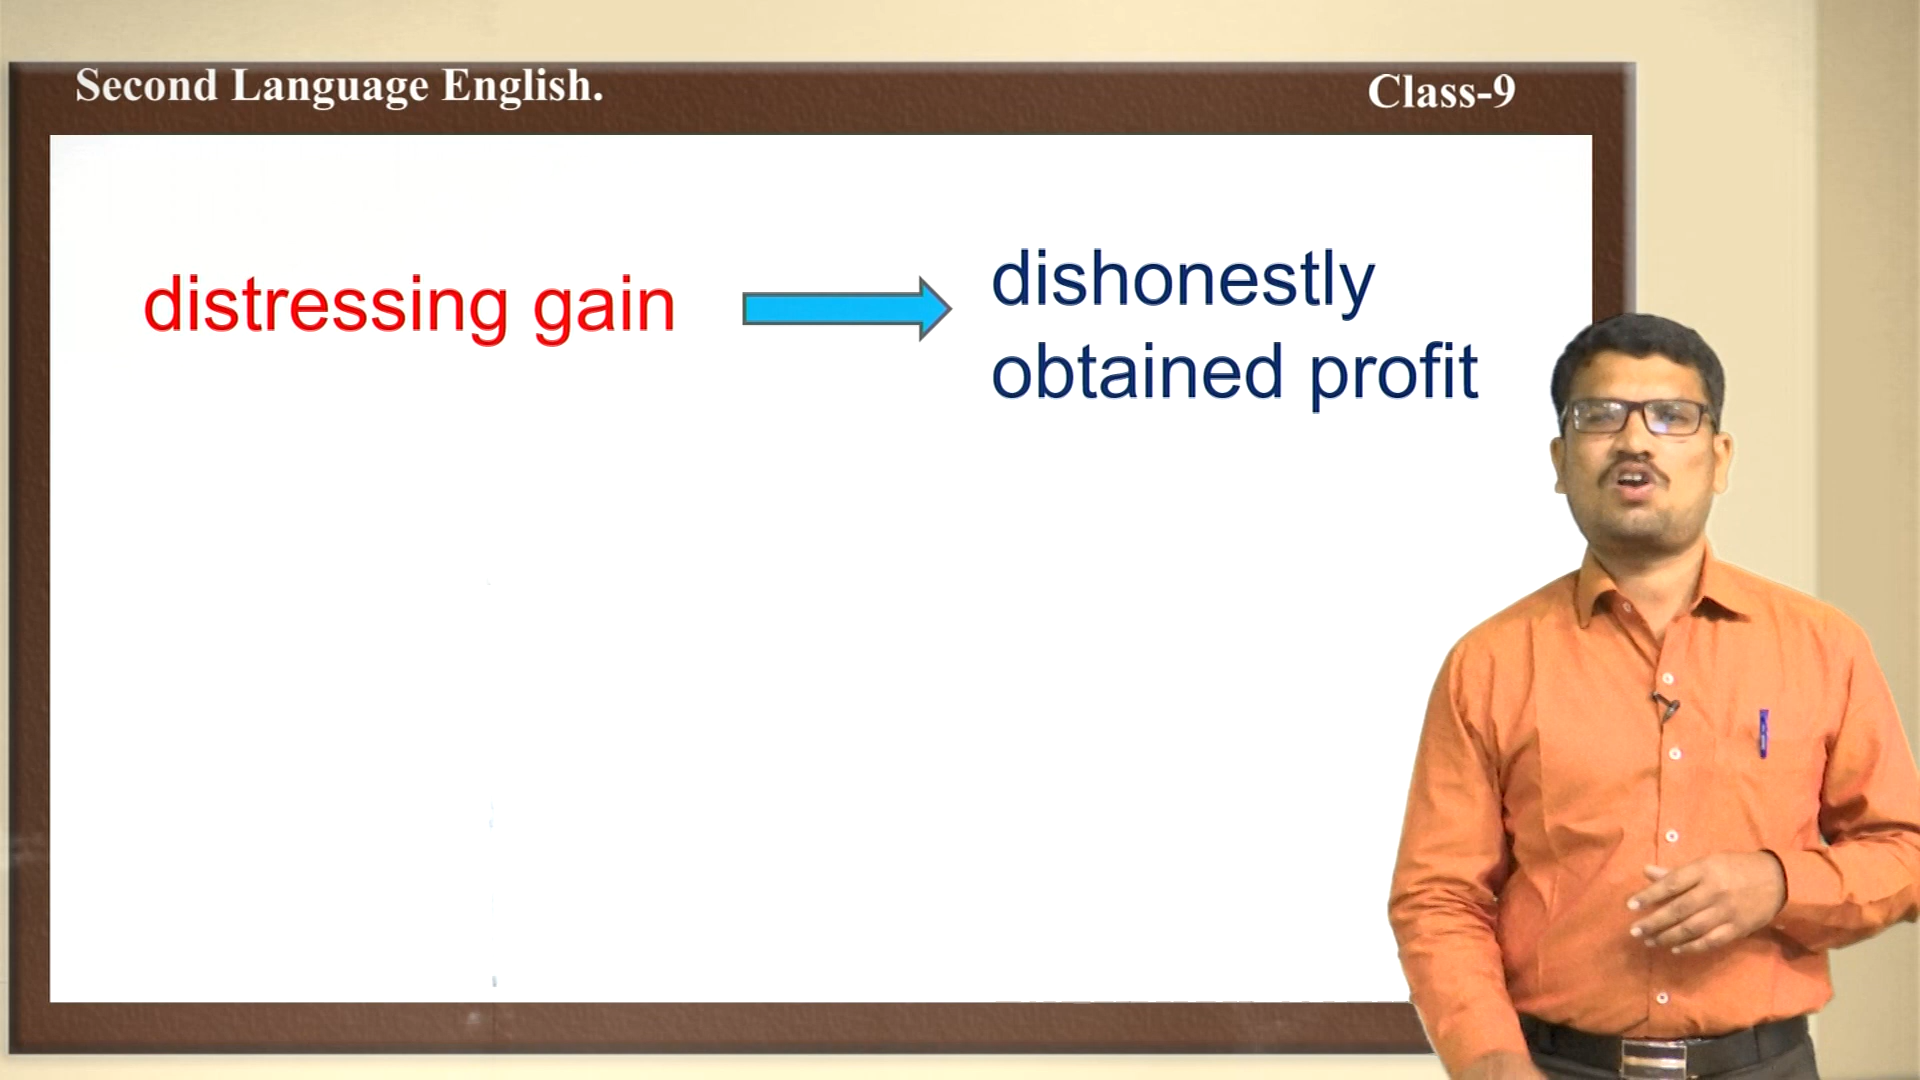 Second Language English.
Class-9
distressing gain
dishonestly
obtained profit